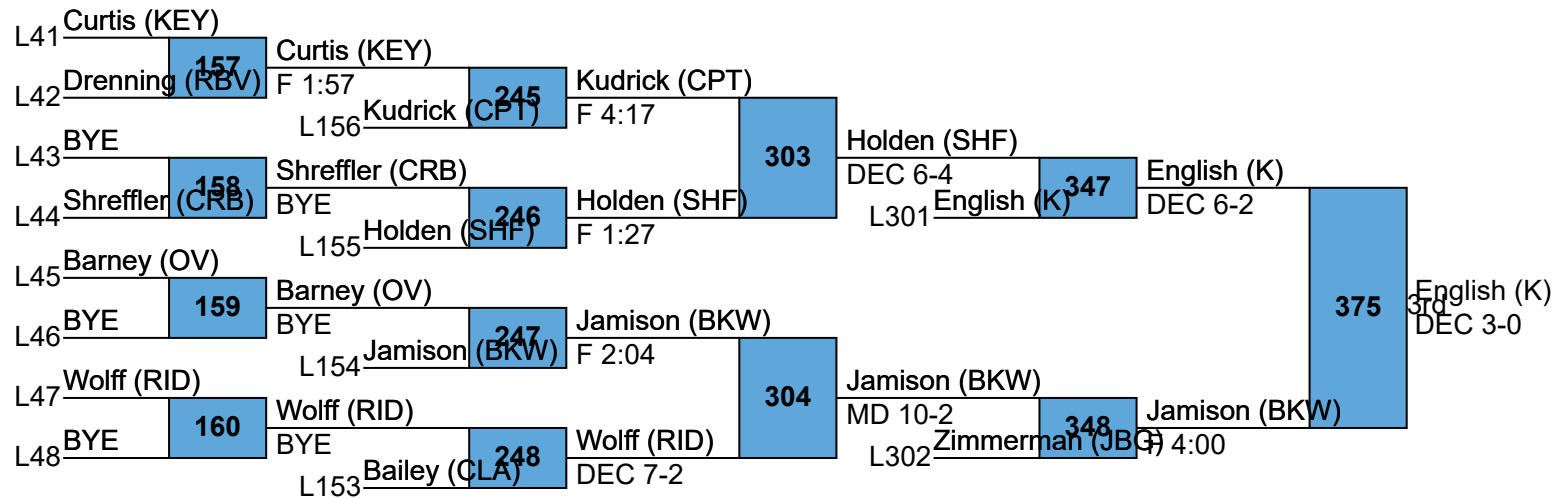 L41 Curtis (KEY)
157
L42 Drenning (RBV)
Curtis (KEY)
F 1:57
245
L156 Kudrick (CPT)
Kudrick (CPT)
F 4:17
L43 BYE
158
L44 Shreffler (CRB)
Shreffler (CRB)
BYE
246
L155 Holden (SHF)
Holden (SHF)
F 1:27
303
Holden (SHF)
DEC 6-4
347
L301 English (K)
English (K)
DEC 6-2
L45 Barney (OV)
159
L46 BYE
Barney (OV)
BYE
247
L154 Jamison (BKW)
Jamison (BKW)
F 2:04
L47 Wolff (RID)
160
L48 BYE
Wolff (RID)
BYE
248
L153 Bailey (CLA)
Wolff (RID)
DEC 7-2
304
Jamison (BKW)
MD 10-2
348
L302 Zimmerman (JBG)
Jamison (BKW)
F 4:00
375
English (K)
3rd
DEC 3-0